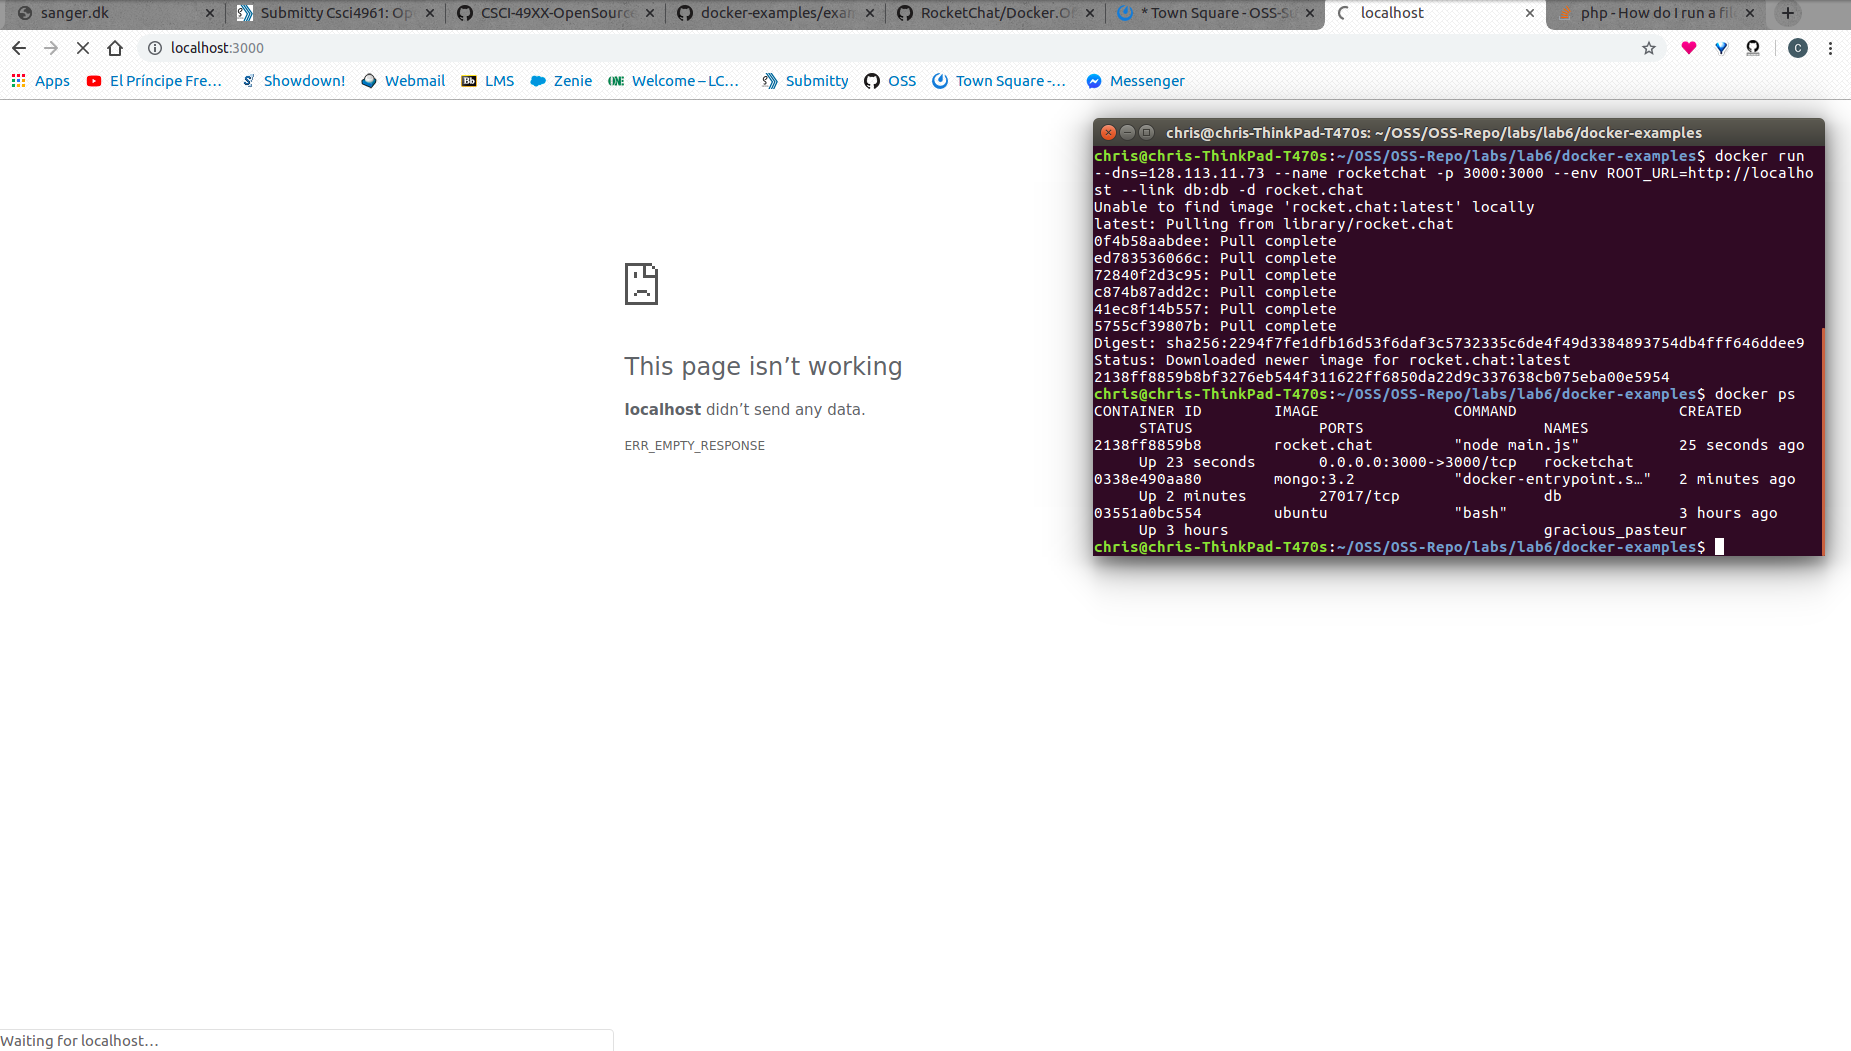 sanger.dk
Submitty Csci4961: Op
CSCI-49XX-OpenSource
docker-examples/exam
RocketChat/Docker.Of
* Town Square - OSS-Su
localhost
php - How do I run a file
localhost:3000
C
Apps
El Príncipe Fre…
Showdown!
Webmail
Bb
LMS
Zenie
Welcome – LC…
Submitty
OSS
Town Square -…
Messenger
This page isn’t working
localhost didn’t send any data.
ERR_EMPTY_RESPONSE
chris@chris-ThinkPad-T470s: ~/OSS/OSS-Repo/labs/lab6/docker-examples
chris@chris-ThinkPad-T470s:~/OSS/OSS-Repo/labs/lab6/docker-examples$ docker run
--dns=128.113.11.73 --name rocketchat -p 3000:3000 --env ROOT_URL=http://localho
st --link db:db -d rocket.chat
Unable to find image 'rocket.chat:latest' locally
latest: Pulling from library/rocket.chat
0f4b58aabdee: Pull complete
ed783536066c: Pull complete
72840f2d3c95: Pull complete
c874b87add2c: Pull complete
41ec8f14b557: Pull complete
5755cf39807b: Pull complete
Digest: sha256:2294f7fe1dfb16d53f6daf3c5732335c6de4f49d3384893754db4fff646ddee9
Status: Downloaded newer image for rocket.chat:latest
2138ff8859b8bf3276eb544f311622ff6850da22d9c337638cb075eba00e5954
chris@chris-ThinkPad-T470s:~/OSS/OSS-Repo/labs/lab6/docker-examples$ docker ps
CONTAINER ID IMAGE COMMAND CREATED
STATUS PORTS NAMES
2138ff8859b8 rocket.chat "node main.js" 25 seconds ago
Up 23 seconds 0.0.0.0:3000->3000/tcp rocketchat
0338e490aa80 mongo:3.2 "docker-entrypoint.s…" 2 minutes ago
Up 2 minutes 27017/tcp db
03551a0bc554 ubuntu "bash" 3 hours ago
Up 3 hours gracious_pasteur
chris@chris-ThinkPad-T470s:~/OSS/OSS-Repo/labs/lab6/docker-examples$
Waiting for localhost…